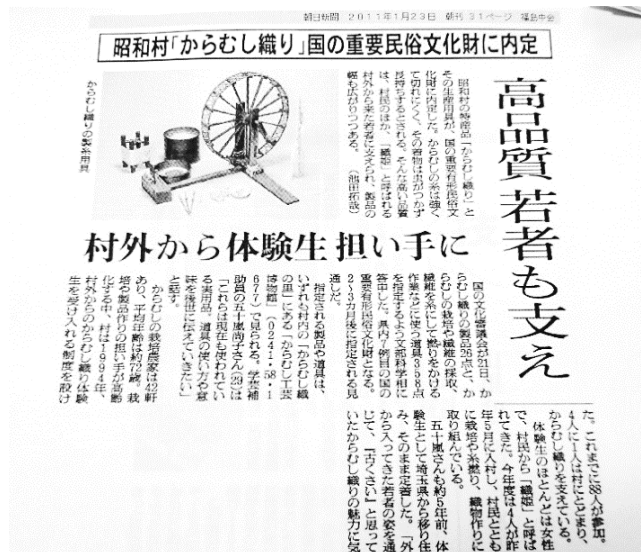 朝日新聞 2011年1月23日 朝刊 31ページ 福島中会
昭和村「からむし織り」国の重要民俗文化財に内定
高品質 若者も支え
村外から体験生 担い手に
からむし織りの製糸用具
昭和村の特産品「からむし織り」と
その生産用具が、国の重要有形民俗文
化財に内定した。からむしの糸は強く
て切れにくく、その着物は虫がつかず
長持ちするとされる。そんな高い品質
は、村民のほか、「織姫」と呼ばれる
村外から来た若者に支えられ、製品の
幅も広がりつつある。(池田拓哉)
国の文化審議会が21日、か
らむし織りの製品26点と、か
らむしの栽培や繊維の採取、
繊維を糸にして撚りをかける
作業などに使う道具358点
を指定するよう文部科学相に
答申した。県内7例目の国の
重要有形民俗文化財となる。
2~3カ月後に指定される見
通しだ。
指定される製品や道具は、
いずれも村内の「からむし織
の里」にある「からむし工芸
博物館」(0241・58・1
677)で見られる。学芸補
助員の五十嵐尚子さん(29)は
「これらは現在も使われてい
る実用品。道具の使い方や意
味を後世に伝えていきたい」
と話す。
からむしの栽培農家は42軒
あり、平均年齢は約72歳。栽
培や製品作りの担い手が高齢
化する中、村は1994年、
村外からのからむし織り体験
生を受け入れる制度を設け
た。これまでに88人が参加。
4人に1人は村にとどまり、
からむし織りを支えている。
体験生のほとんどは女性
で、村民から「織姫」と呼ば
れてきた。今年度は4人が昨
年5月に入村し、村民ととも
に栽培や糸撚り、織物作りに
取り組んでいる。
五十嵐さんも約5年前、体
験生として埼玉県から移り住
み、そのまま定着した。「外
から入ってきた若者の姿を通
じて、『古くさい』と思って
いたからむし織りの魅力に気